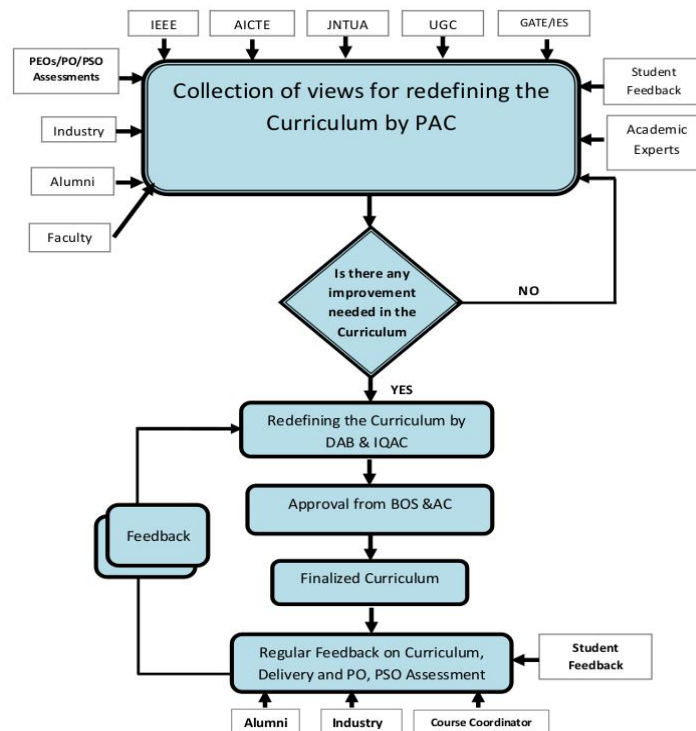 IEEE
AICTE
JNTUA
UGC
GATE/IES
PEOs/PO/PSO
Assessments
Industry
Alumni
Faculty
Collection of views for redefining the
Curriculum by PAC
Student
Feedback
Academic
Experts
Is there any
improvement
needed in the
Curriculum
NO
YES
Redefining the Curriculum by
DAB & IQAC
Approval from BOS &AC
Feedback
Finalized Curriculum
Regular Feedback on Curriculum,
Delivery and PO, PSO Assessment
Student
Feedback
Alumni
Industry
Course Coordinator